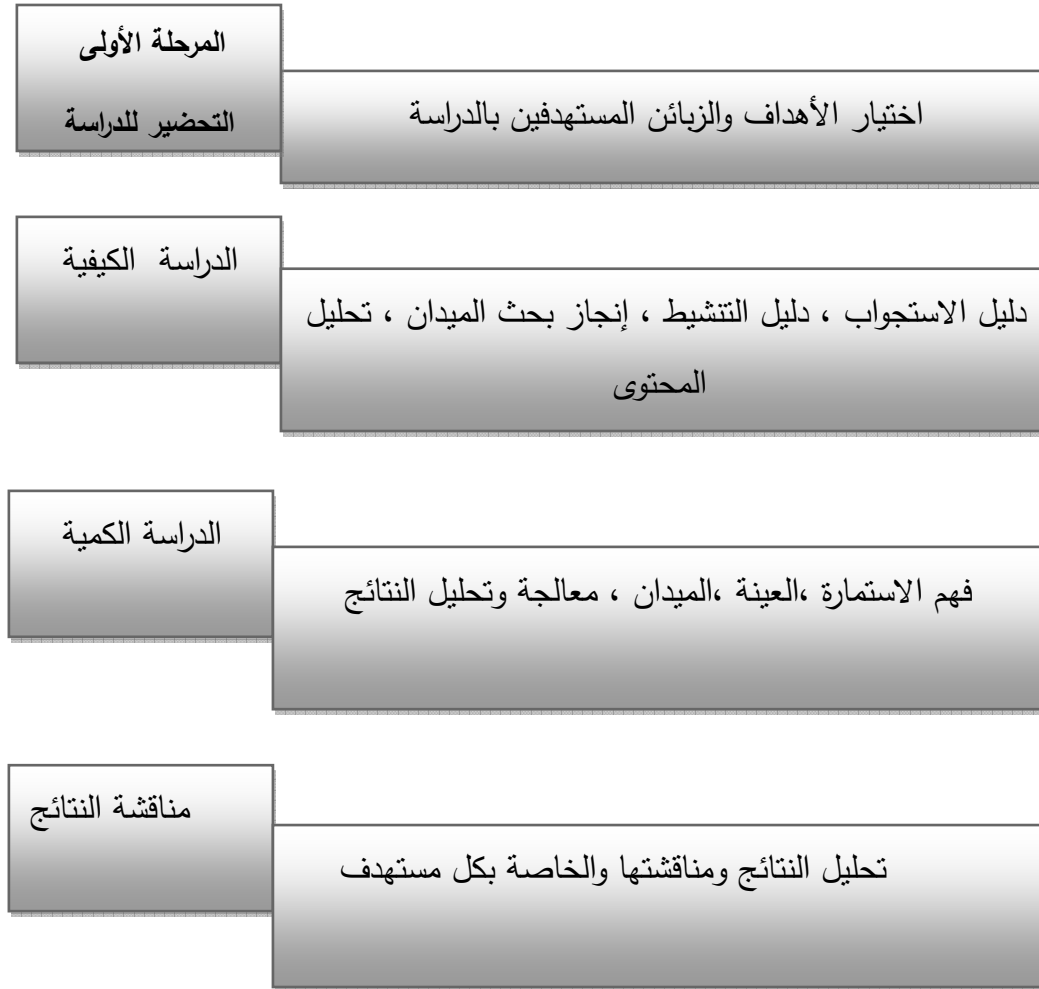 المرحلة الأولى
التحضير للدراسة
اختيار الأهداف والزبائن المستهدفين بالدراسة
الدراسة الكيفية
دليل الاستجواب ، دليل التنشيط ، إنجاز بحث الميدان ، تحليل
المحتوى
الدراسة الكمية
فهم الاستمارة ،العينة ،الميدان ، معالجة وتحليل النتائج
مناقشة النتائج
تحليل النتائج ومناقشتها والخاصة بكل مستهدف